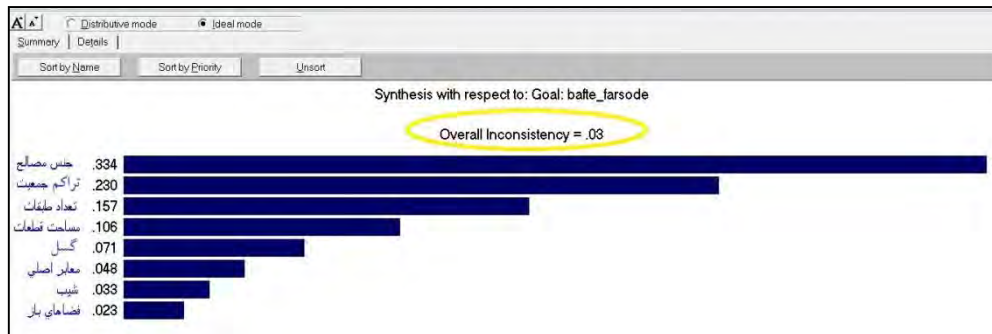 A A Distributive mode Ideal mode
Summary Details
Sort by Name Sort by Priority Unsort
Synthesis with respect to: Goal: bafte_farsode
Overall Inconsistency = .03
جنس مصالح .334
تراکم جمعیت .230
تعداد طبقات .157
مساحت قطعات .106
گسل .071
معابر اصلي .048
شیب .033
فضاهاي باز .023